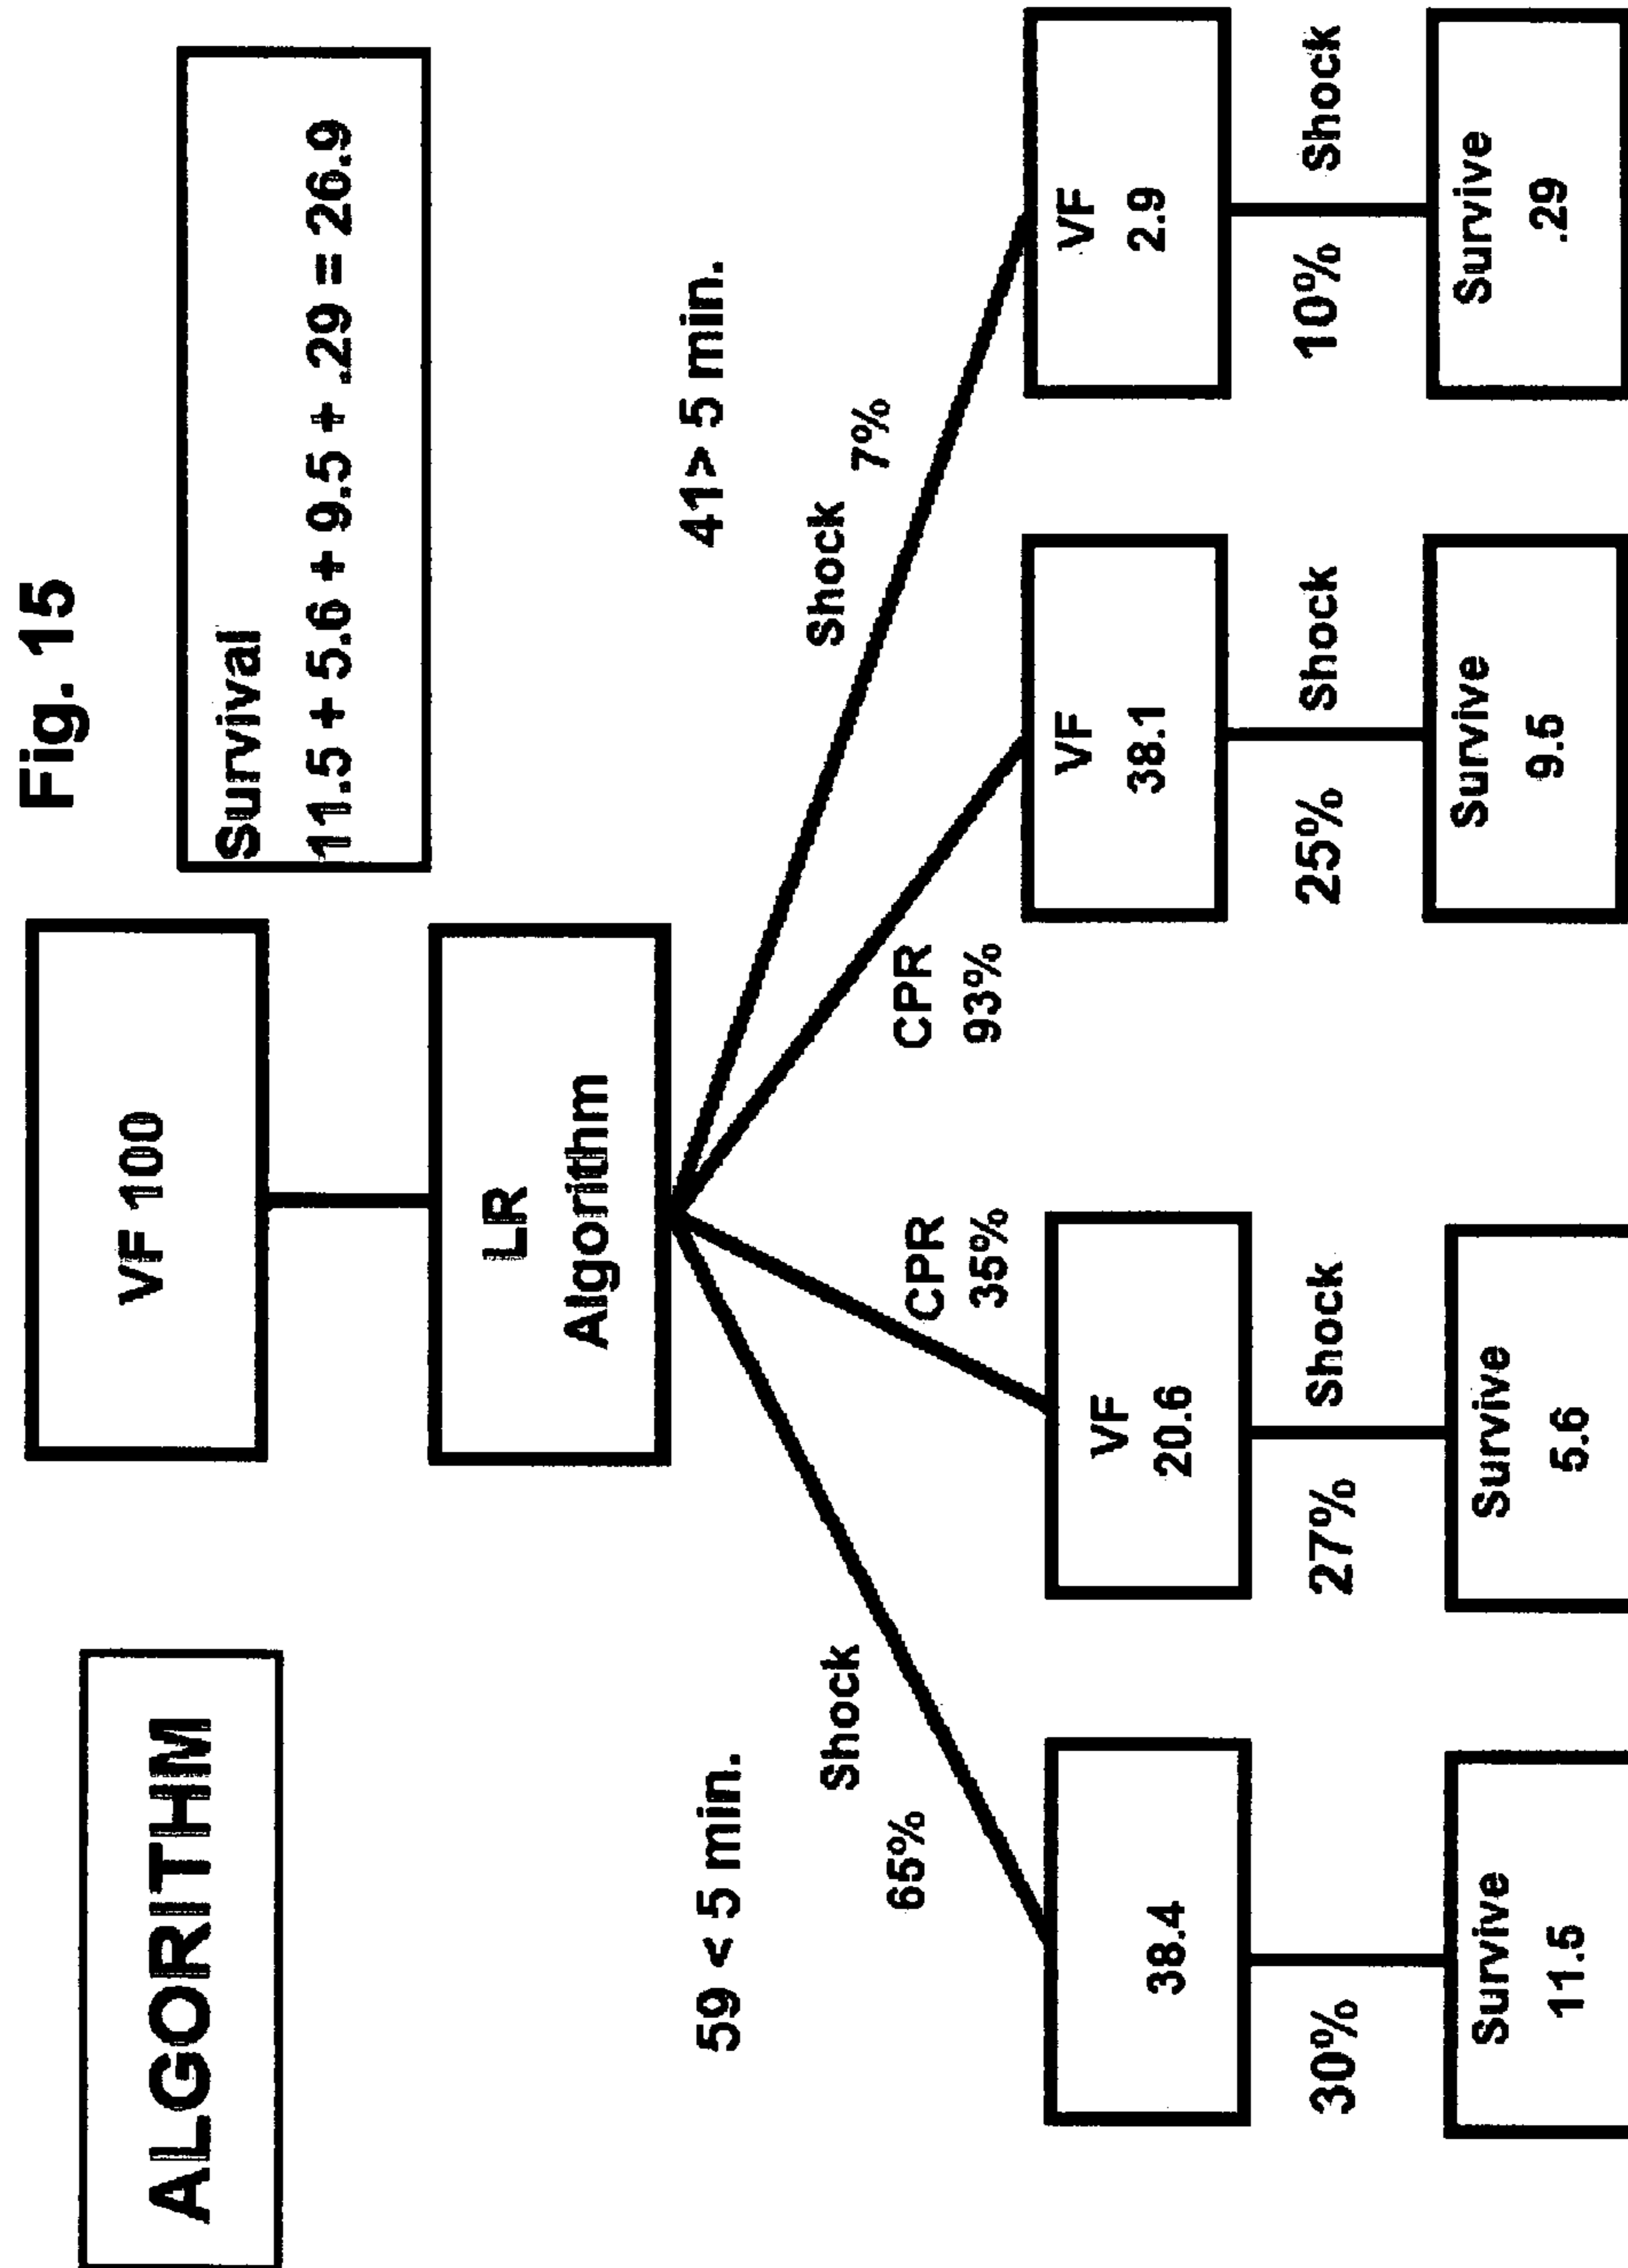 Fig. 15
ALGORITHM
VF 100
Survival
11.5 + 5.6 + 9.5 + .29 = 26.9
LR
Algorithm
59 < 5 min.
41> 5 min.
Shock
65%
CPR
35%
CPR
93%
Shock 7%
38.4
VF
20.6
VF
38.1
VF
2.9
30%
27% Shock
25% Shock
10% Shock
Survive
11.5
Survive
5.6
Survive
9.5
Survive
.29